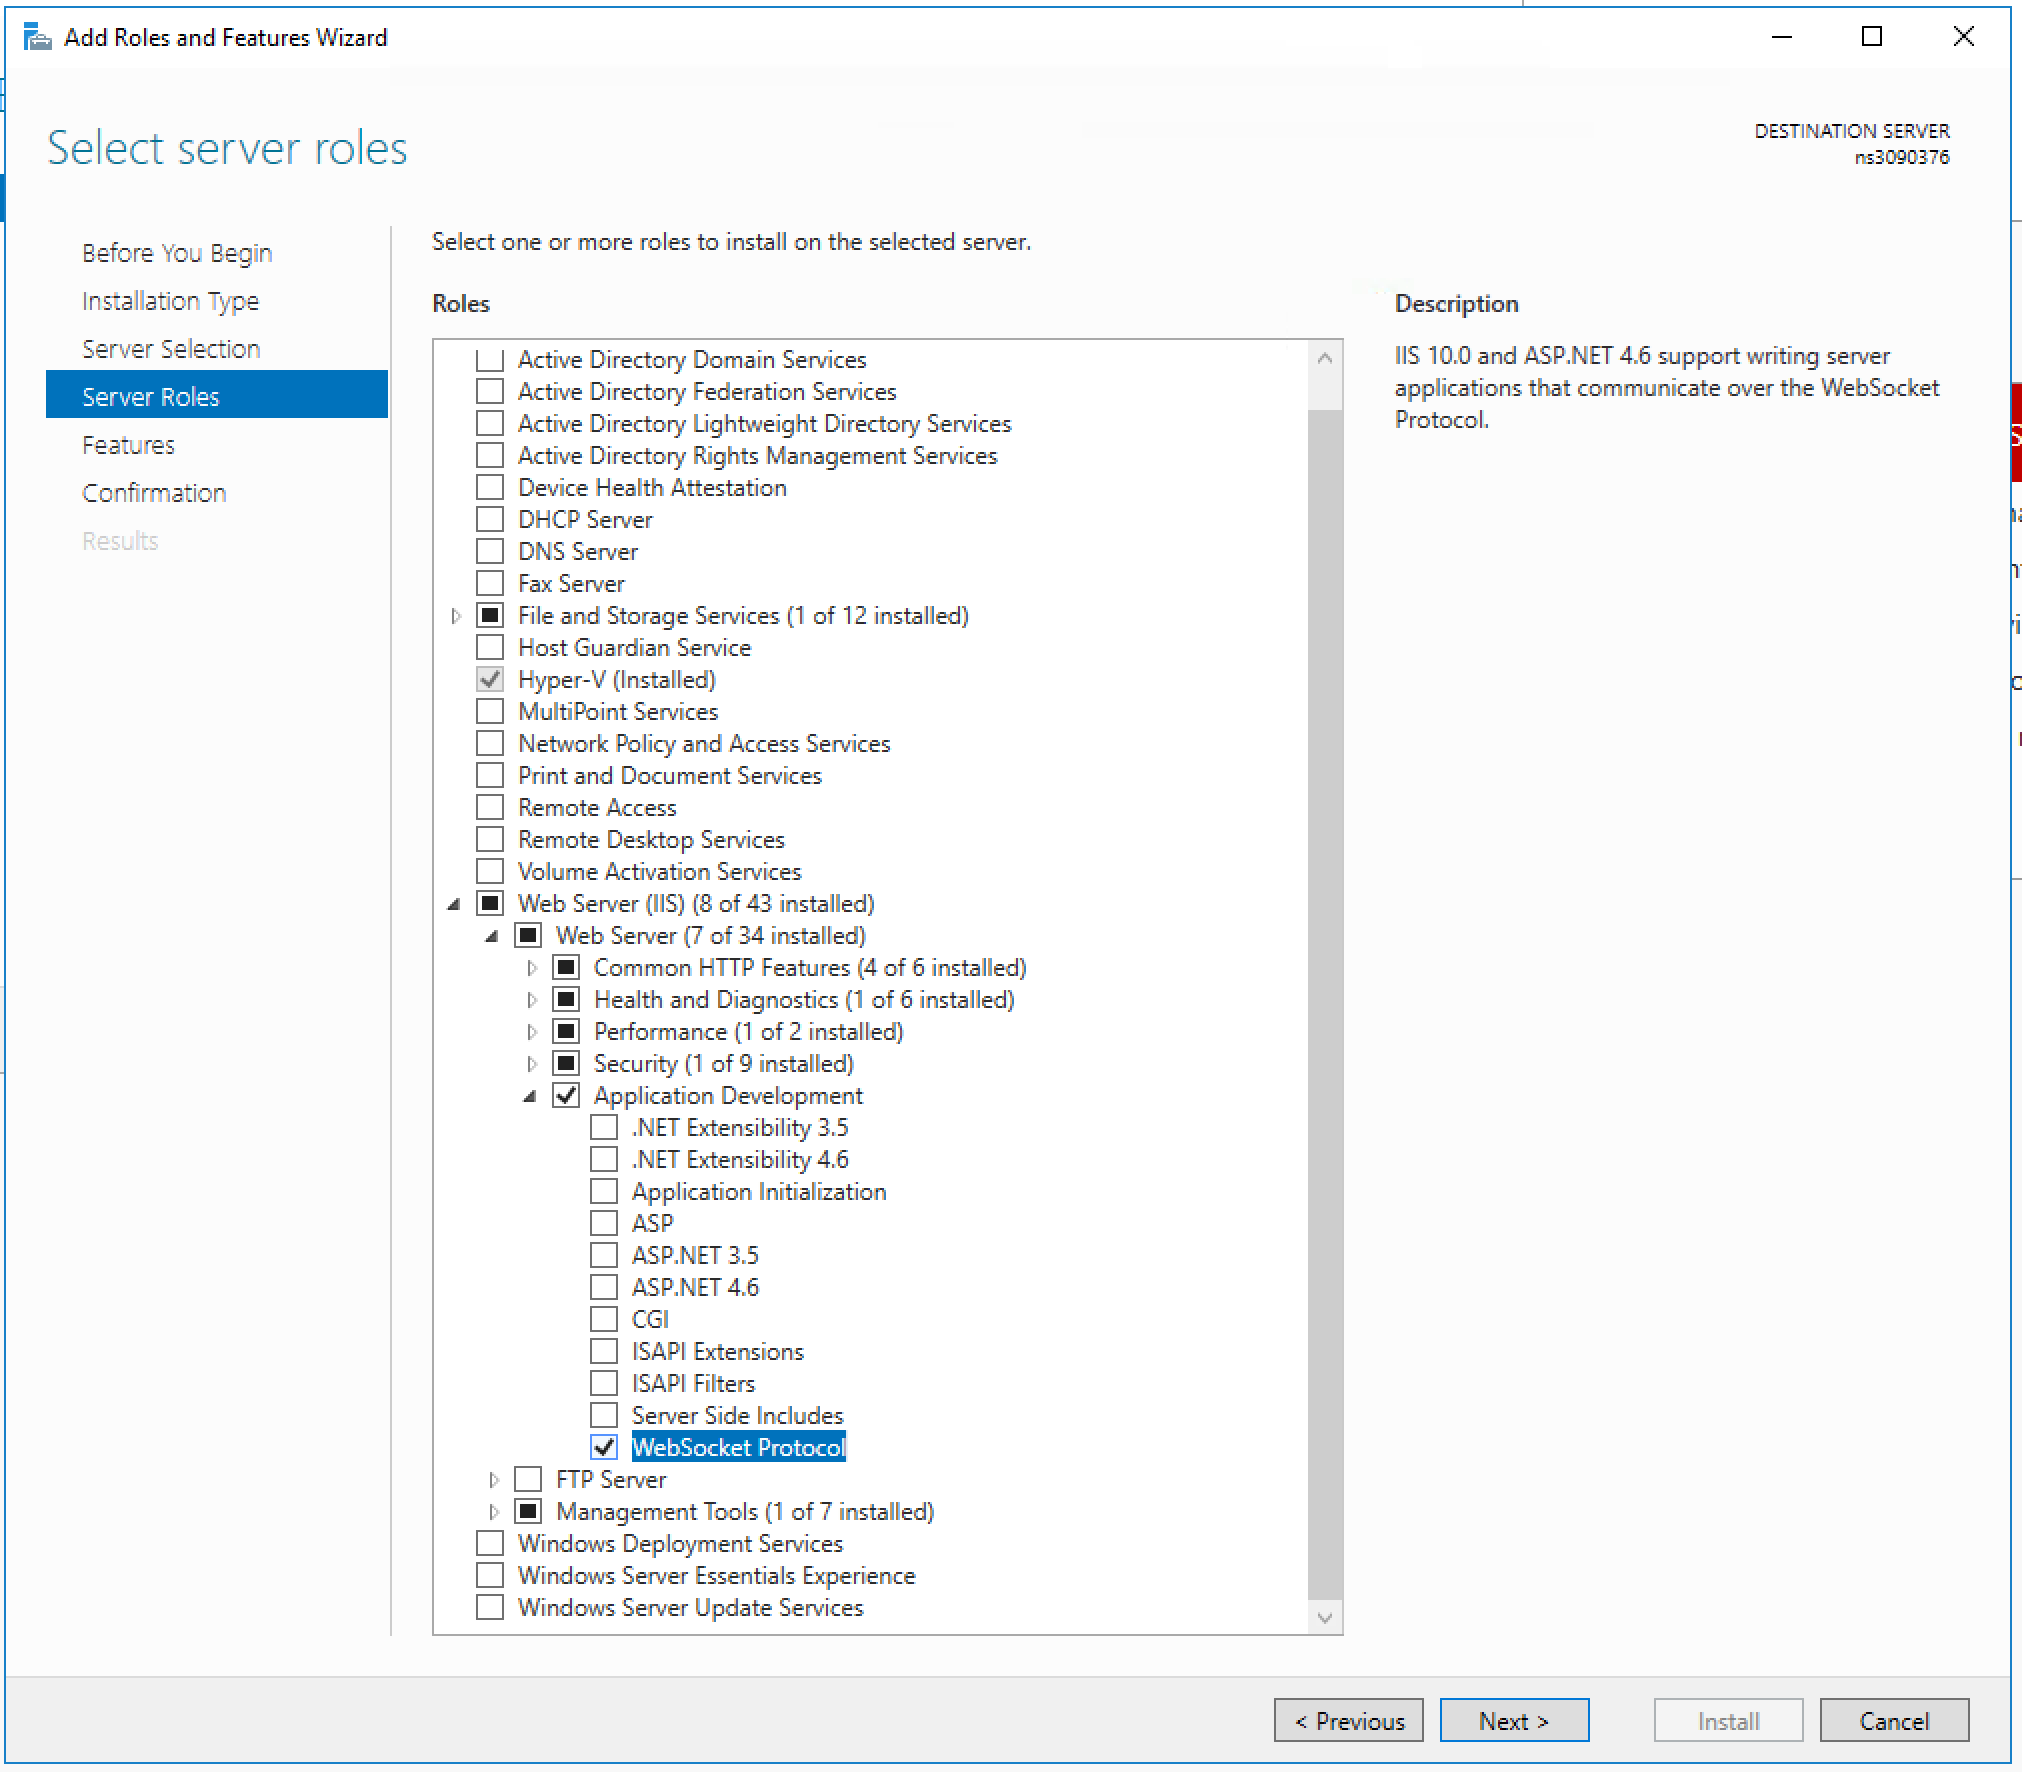 Add Roles and Features Wizard
Select server roles
DESTINATION SERVER
ns3090376
Before You Begin
Installation Type
Server Selection
Server Roles
Features
Confirmation
Results
Select one or more roles to install on the selected server.
Roles
Active Directory Domain Services
Active Directory Federation Services
Active Directory Lightweight Directory Services
Active Directory Rights Management Services
Device Health Attestation
DHCP Server
DNS Server
Fax Server
File and Storage Services (1 of 12 installed)
Host Guardian Service
Hyper-V (Installed)
MultiPoint Services
Network Policy and Access Services
Print and Document Services
Remote Access
Remote Desktop Services
Volume Activation Services
Web Server (IIS) (8 of 43 installed)
Web Server (7 of 34 installed)
Common HTTP Features (4 of 6 installed)
Health and Diagnostics (1 of 6 installed)
Performance (1 of 2 installed)
Security (1 of 9 installed)
Application Development
.NET Extensibility 3.5
.NET Extensibility 4.6
Application Initialization
ASP
ASP.NET 3.5
ASP.NET 4.6
CGI
ISAPI Extensions
ISAPI Filters
Server Side Includes
WebSocket Protocol
FTP Server
Management Tools (1 of 7 installed)
Windows Deployment Services
Windows Server Essentials Experience
Windows Server Update Services
Description
IIS 10.0 and ASP.NET 4.6 support writing server
applications that communicate over the WebSocket
Protocol.
< Previous
Next >
Install
Cancel